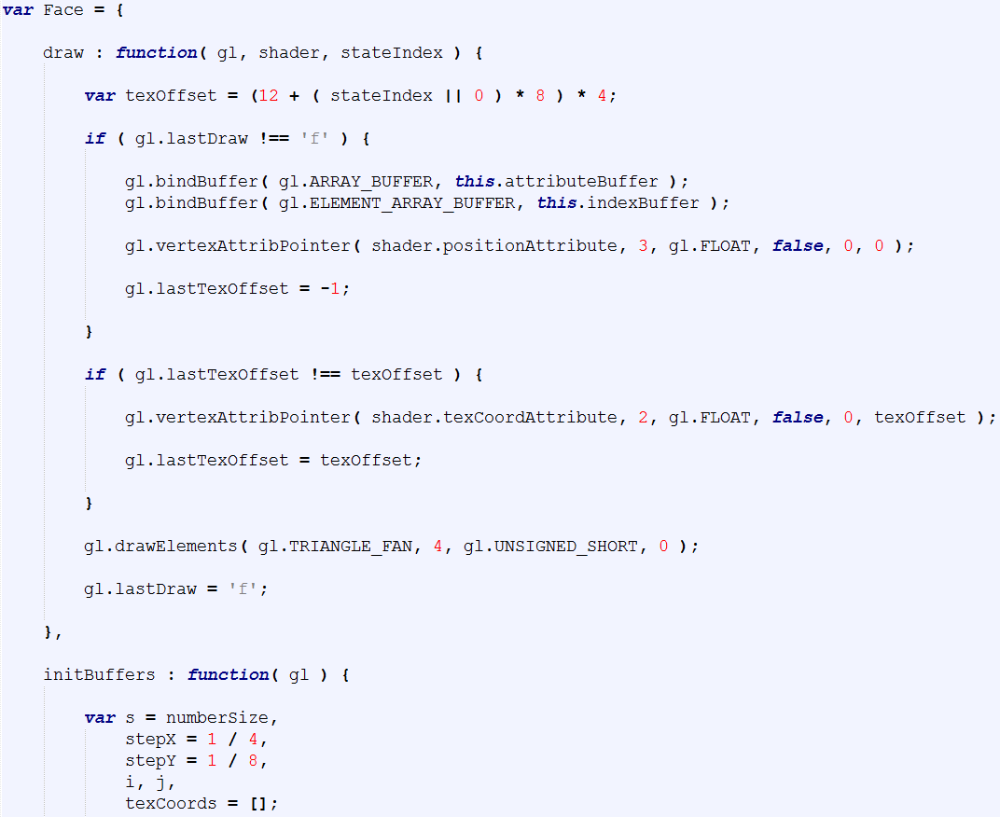 var Face = {
draw : function( gl, shader, stateIndex ) {
var texOffset = (12 + ( stateIndex || 0 ) * 8 ) * 4;
if ( gl.lastDraw !== 'f' ) {
gl.bindBuffer( gl.ARRAY_BUFFER, this.attributeBuffer );
gl.bindBuffer( gl.ELEMENT_ARRAY_BUFFER, this.indexBuffer );
gl.vertexAttribPointer( shader.positionAttribute, 3, gl.FLOAT, false, 0, 0 );
gl.lastTexOffset = -1;
}
if ( gl.lastTexOffset !== texOffset ) {
gl.vertexAttribPointer( shader.texCoordAttribute, 2, gl.FLOAT, false, 0, texOffset );
gl.lastTexOffset = texOffset;
}
gl.drawElements( gl.TRIANGLE_FAN, 4, gl.UNSIGNED_SHORT, 0 );
gl.lastDraw = 'f';
},
initBuffers : function( gl ) {
var s = numberSize,
stepX = 1 / 4,
stepY = 1 / 8,
i, j,
texCoords = [];